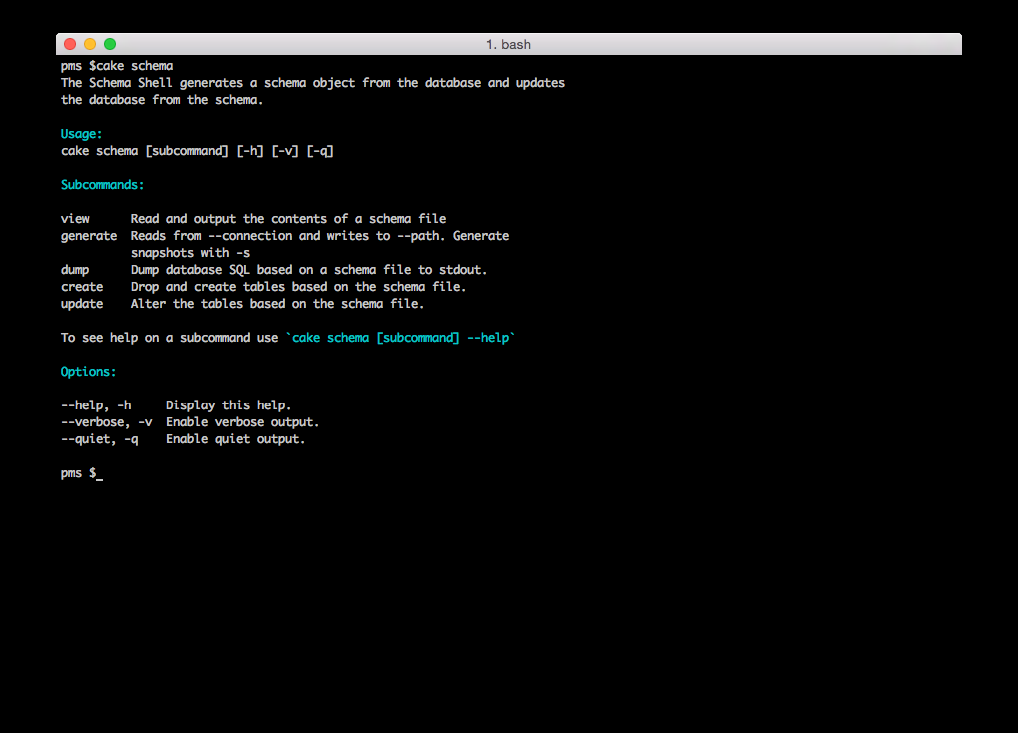 1. bash
pms $cake schema
The Schema Shell generates a schema object from the database and updates
the database from the schema.
Usage:
cake schema [subcommand] [-h] [-v] [-q]
Subcommands:
view      Read and output the contents of a schema file
generate  Reads from --connection and writes to --path. Generate
          snapshots with -s
dump      Dump database SQL based on a schema file to stdout.
create    Drop and create tables based on the schema file.
update    Alter the tables based on the schema file.
To see help on a subcommand use `cake schema [subcommand] --help`
Options:
--help, -h     Display this help.
--verbose, -v  Enable verbose output.
--quiet, -q    Enable quiet output.
pms $_